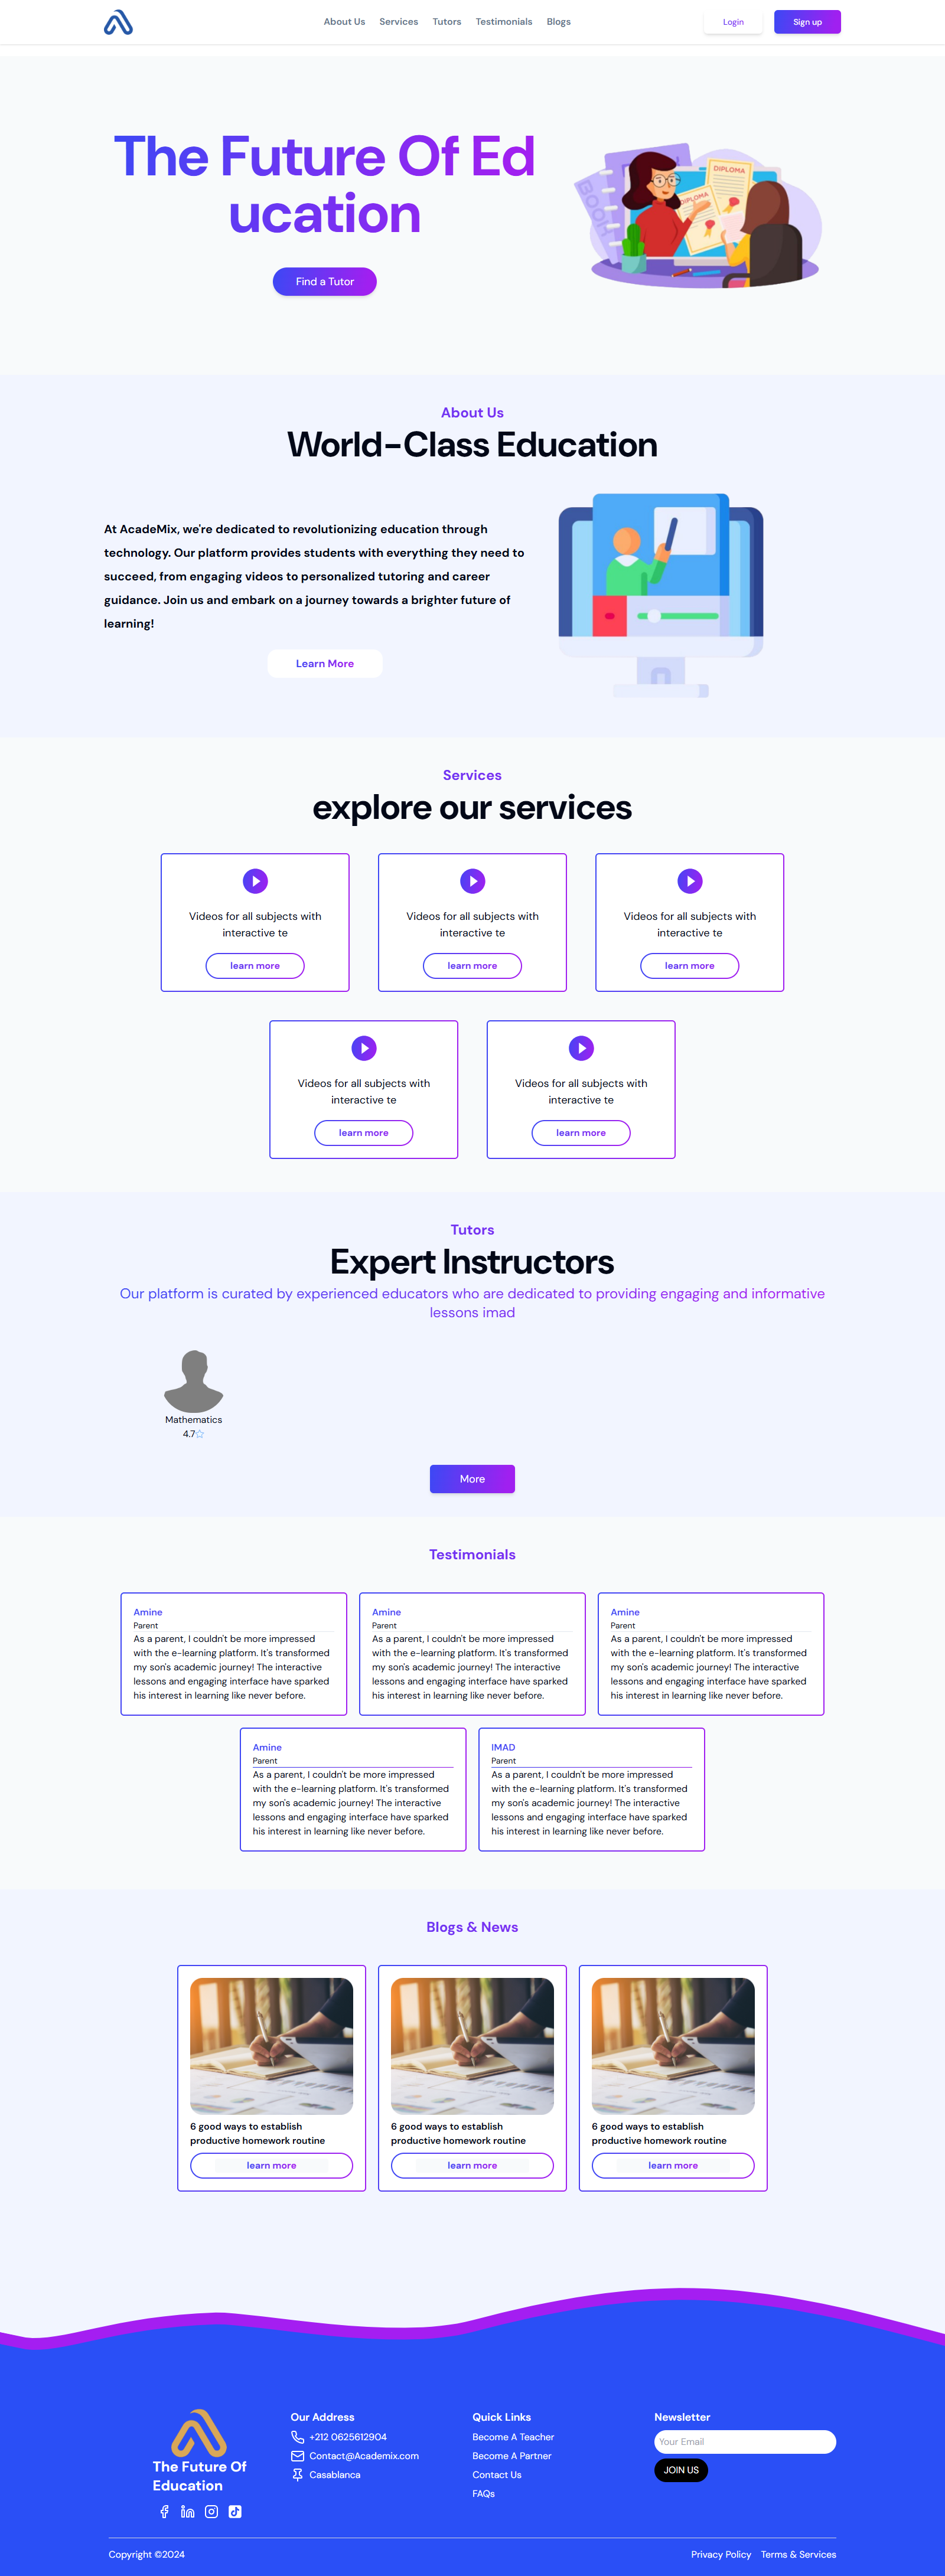 About Us Services Tutors Testimonials Blogs Login Sign up
The Future Of Ed
ucation
Find a Tutor
BOOK
DIPLOMA
DIPLOMA
About Us
World-Class Education
At AcadeMix, we're dedicated to revolutionizing education through
technology. Our platform provides students with everything they need to
succeed, from engaging videos to personalized tutoring and career
guidance. Join us and embark on a journey towards a brighter future of
learning!
Learn More
Services
explore our services
Videos for all subjects with
interactive te
learn more
Videos for all subjects with
interactive te
learn more
Videos for all subjects with
interactive te
learn more
Videos for all subjects with
interactive te
learn more
Videos for all subjects with
interactive te
learn more
Tutors
Expert Instructors
Our platform is curated by experienced educators who are dedicated to providing engaging and informative
lessons imad
Mathematics
4.7
More
Testimonials
Amine
Parent
As a parent, I couldn't be more impressed
with the e-learning platform. It's transformed
my son's academic journey! The interactive
lessons and engaging interface have sparked
his interest in learning like never before.
Amine
Parent
As a parent, I couldn't be more impressed
with the e-learning platform. It's transformed
my son's academic journey! The interactive
lessons and engaging interface have sparked
his interest in learning like never before.
Amine
Parent
As a parent, I couldn't be more impressed
with the e-learning platform. It's transformed
my son's academic journey! The interactive
lessons and engaging interface have sparked
his interest in learning like never before.
Amine
Parent
As a parent, I couldn't be more impressed
with the e-learning platform. It's transformed
my son's academic journey! The interactive
lessons and engaging interface have sparked
his interest in learning like never before.
IMAD
Parent
As a parent, I couldn't be more impressed
with the e-learning platform. It's transformed
my son's academic journey! The interactive
lessons and engaging interface have sparked
his interest in learning like never before.
Blogs & News
6 good ways to establish
productive homework routine
learn more
6 good ways to establish
productive homework routine
learn more
6 good ways to establish
productive homework routine
learn more
The Future Of
Education
Our Address
+212 0625612904
Contact@Academix.com
Casablanca
Quick Links
Become A Teacher
Become A Partner
Contact Us
FAQs
Newsletter
Your Email
JOIN US
Copyright ©2024
Privacy Policy Terms & Services